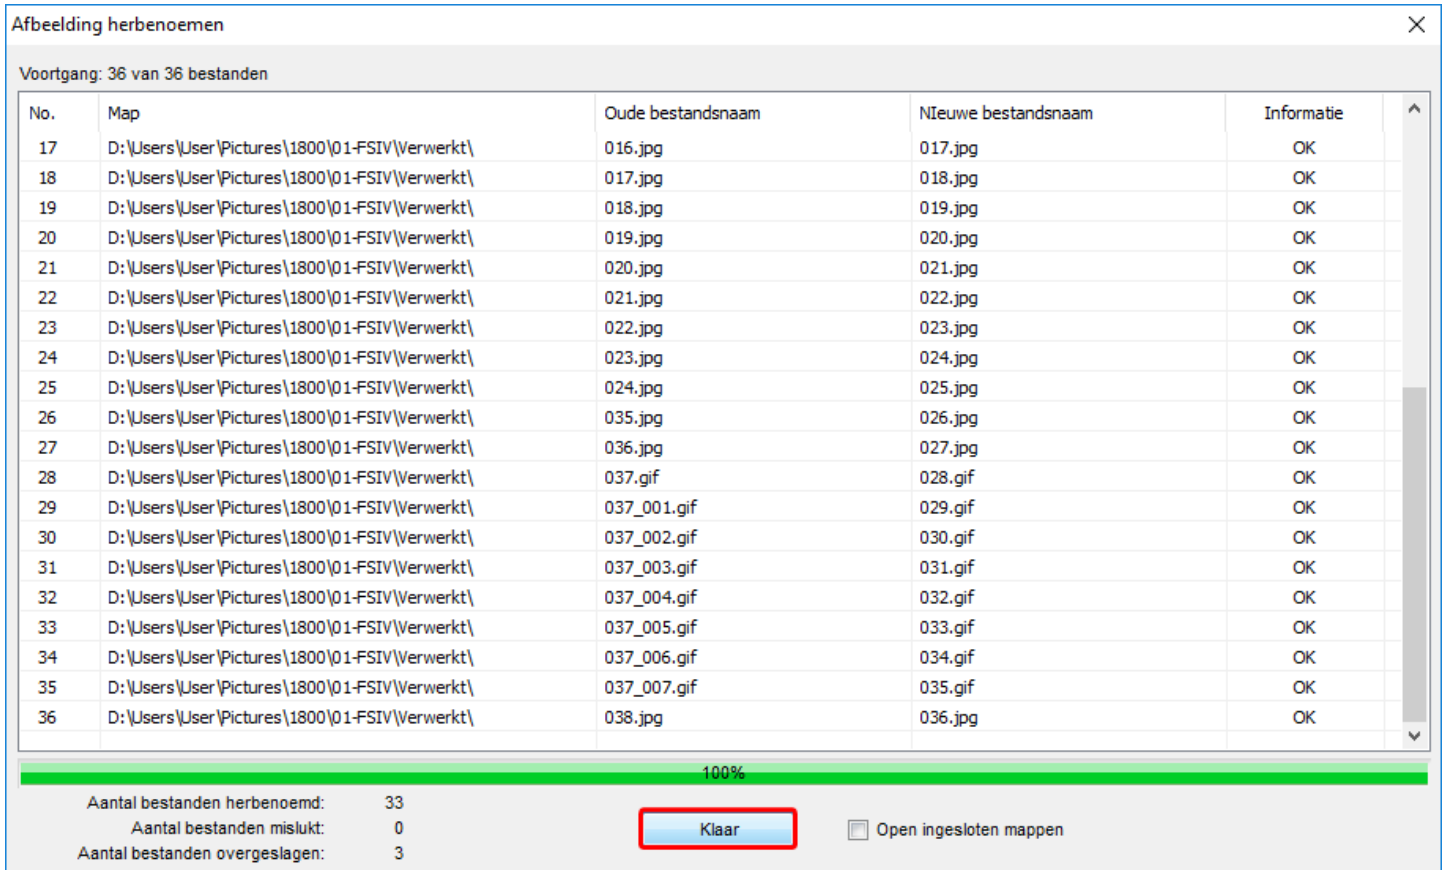 Afbeelding herbenoemen
Voortgang: 36 van 36 bestanden
No. Map Oude bestandsnaam NIeuwe bestandsnaam Informatie
17 D:\Users\User\Pictures\1800\01-FSIV\Verwerkt\ 016.jpg 017.jpg OK
18 D:\Users\User\Pictures\1800\01-FSIV\Verwerkt\ 017.jpg 018.jpg OK
19 D:\Users\User\Pictures\1800\01-FSIV\Verwerkt\ 018.jpg 019.jpg OK
20 D:\Users\User\Pictures\1800\01-FSIV\Verwerkt\ 019.jpg 020.jpg OK
21 D:\Users\User\Pictures\1800\01-FSIV\Verwerkt\ 020.jpg 021.jpg OK
22 D:\Users\User\Pictures\1800\01-FSIV\Verwerkt\ 021.jpg 022.jpg OK
23 D:\Users\User\Pictures\1800\01-FSIV\Verwerkt\ 022.jpg 023.jpg OK
24 D:\Users\User\Pictures\1800\01-FSIV\Verwerkt\ 023.jpg 024.jpg OK
25 D:\Users\User\Pictures\1800\01-FSIV\Verwerkt\ 024.jpg 025.jpg OK
26 D:\Users\User\Pictures\1800\01-FSIV\Verwerkt\ 035.jpg 026.jpg OK
27 D:\Users\User\Pictures\1800\01-FSIV\Verwerkt\ 036.jpg 027.jpg OK
28 D:\Users\User\Pictures\1800\01-FSIV\Verwerkt\ 037.gif 028.gif OK
29 D:\Users\User\Pictures\1800\01-FSIV\Verwerkt\ 037_001.gif 029.gif OK
30 D:\Users\User\Pictures\1800\01-FSIV\Verwerkt\ 037_002.gif 030.gif OK
31 D:\Users\User\Pictures\1800\01-FSIV\Verwerkt\ 037_003.gif 031.gif OK
32 D:\Users\User\Pictures\1800\01-FSIV\Verwerkt\ 037_004.gif 032.gif OK
33 D:\Users\User\Pictures\1800\01-FSIV\Verwerkt\ 037_005.gif 033.gif OK
34 D:\Users\User\Pictures\1800\01-FSIV\Verwerkt\ 037_006.gif 034.gif OK
35 D:\Users\User\Pictures\1800\01-FSIV\Verwerkt\ 037_007.gif 035.gif OK
36 D:\Users\User\Pictures\1800\01-FSIV\Verwerkt\ 038.jpg 036.jpg OK
100%
Aantal bestanden herbenoemd: 33
Aantal bestanden mislukt: 0
Aantal bestanden overgeslagen: 3
Klaar
Open ingesloten mappen